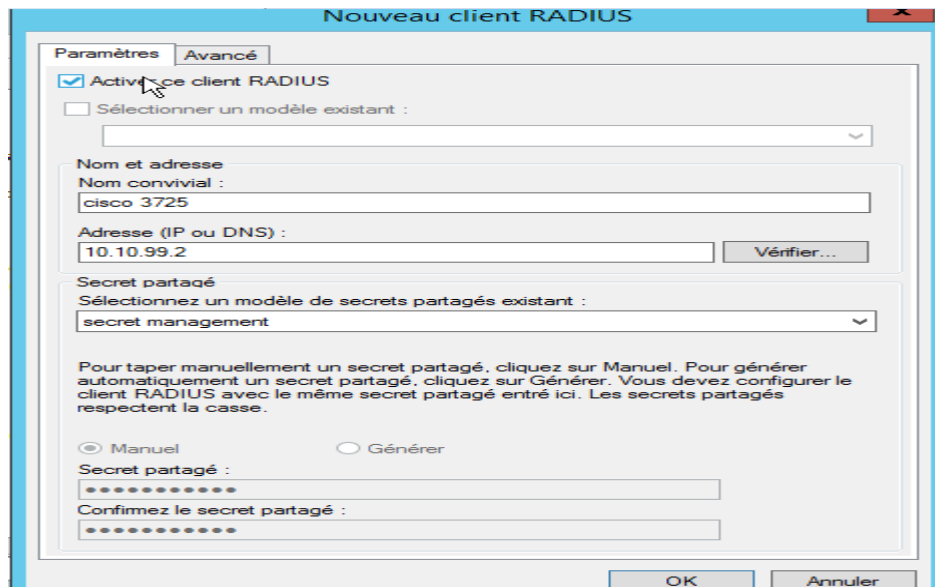 Nouveau client RADIUS
Paramètres
Avancé
Activer ce client RADIUS
Sélectionner un modèle existant :
Nom et adresse
Nom convivial :
cisco 3725
Adresse (IP ou DNS) :
10.10.99.2
Vérifier...
Secret partagé
Sélectionnez un modèle de secrets partagés existant :
secret management
Pour taper manuellement un secret partagé, cliquez sur Manuel. Pour générer
automatiquement un secret partagé, cliquez sur Générer. Vous devez configurer le
client RADIUS avec le même secret partagé entré ici. Les secrets partagés
respectent la casse.
Manuel
Générer
Secret partagé :
●●●●●●●●●●●
Confirmez le secret partagé :
●●●●●●●●●●●
OK
Annuler